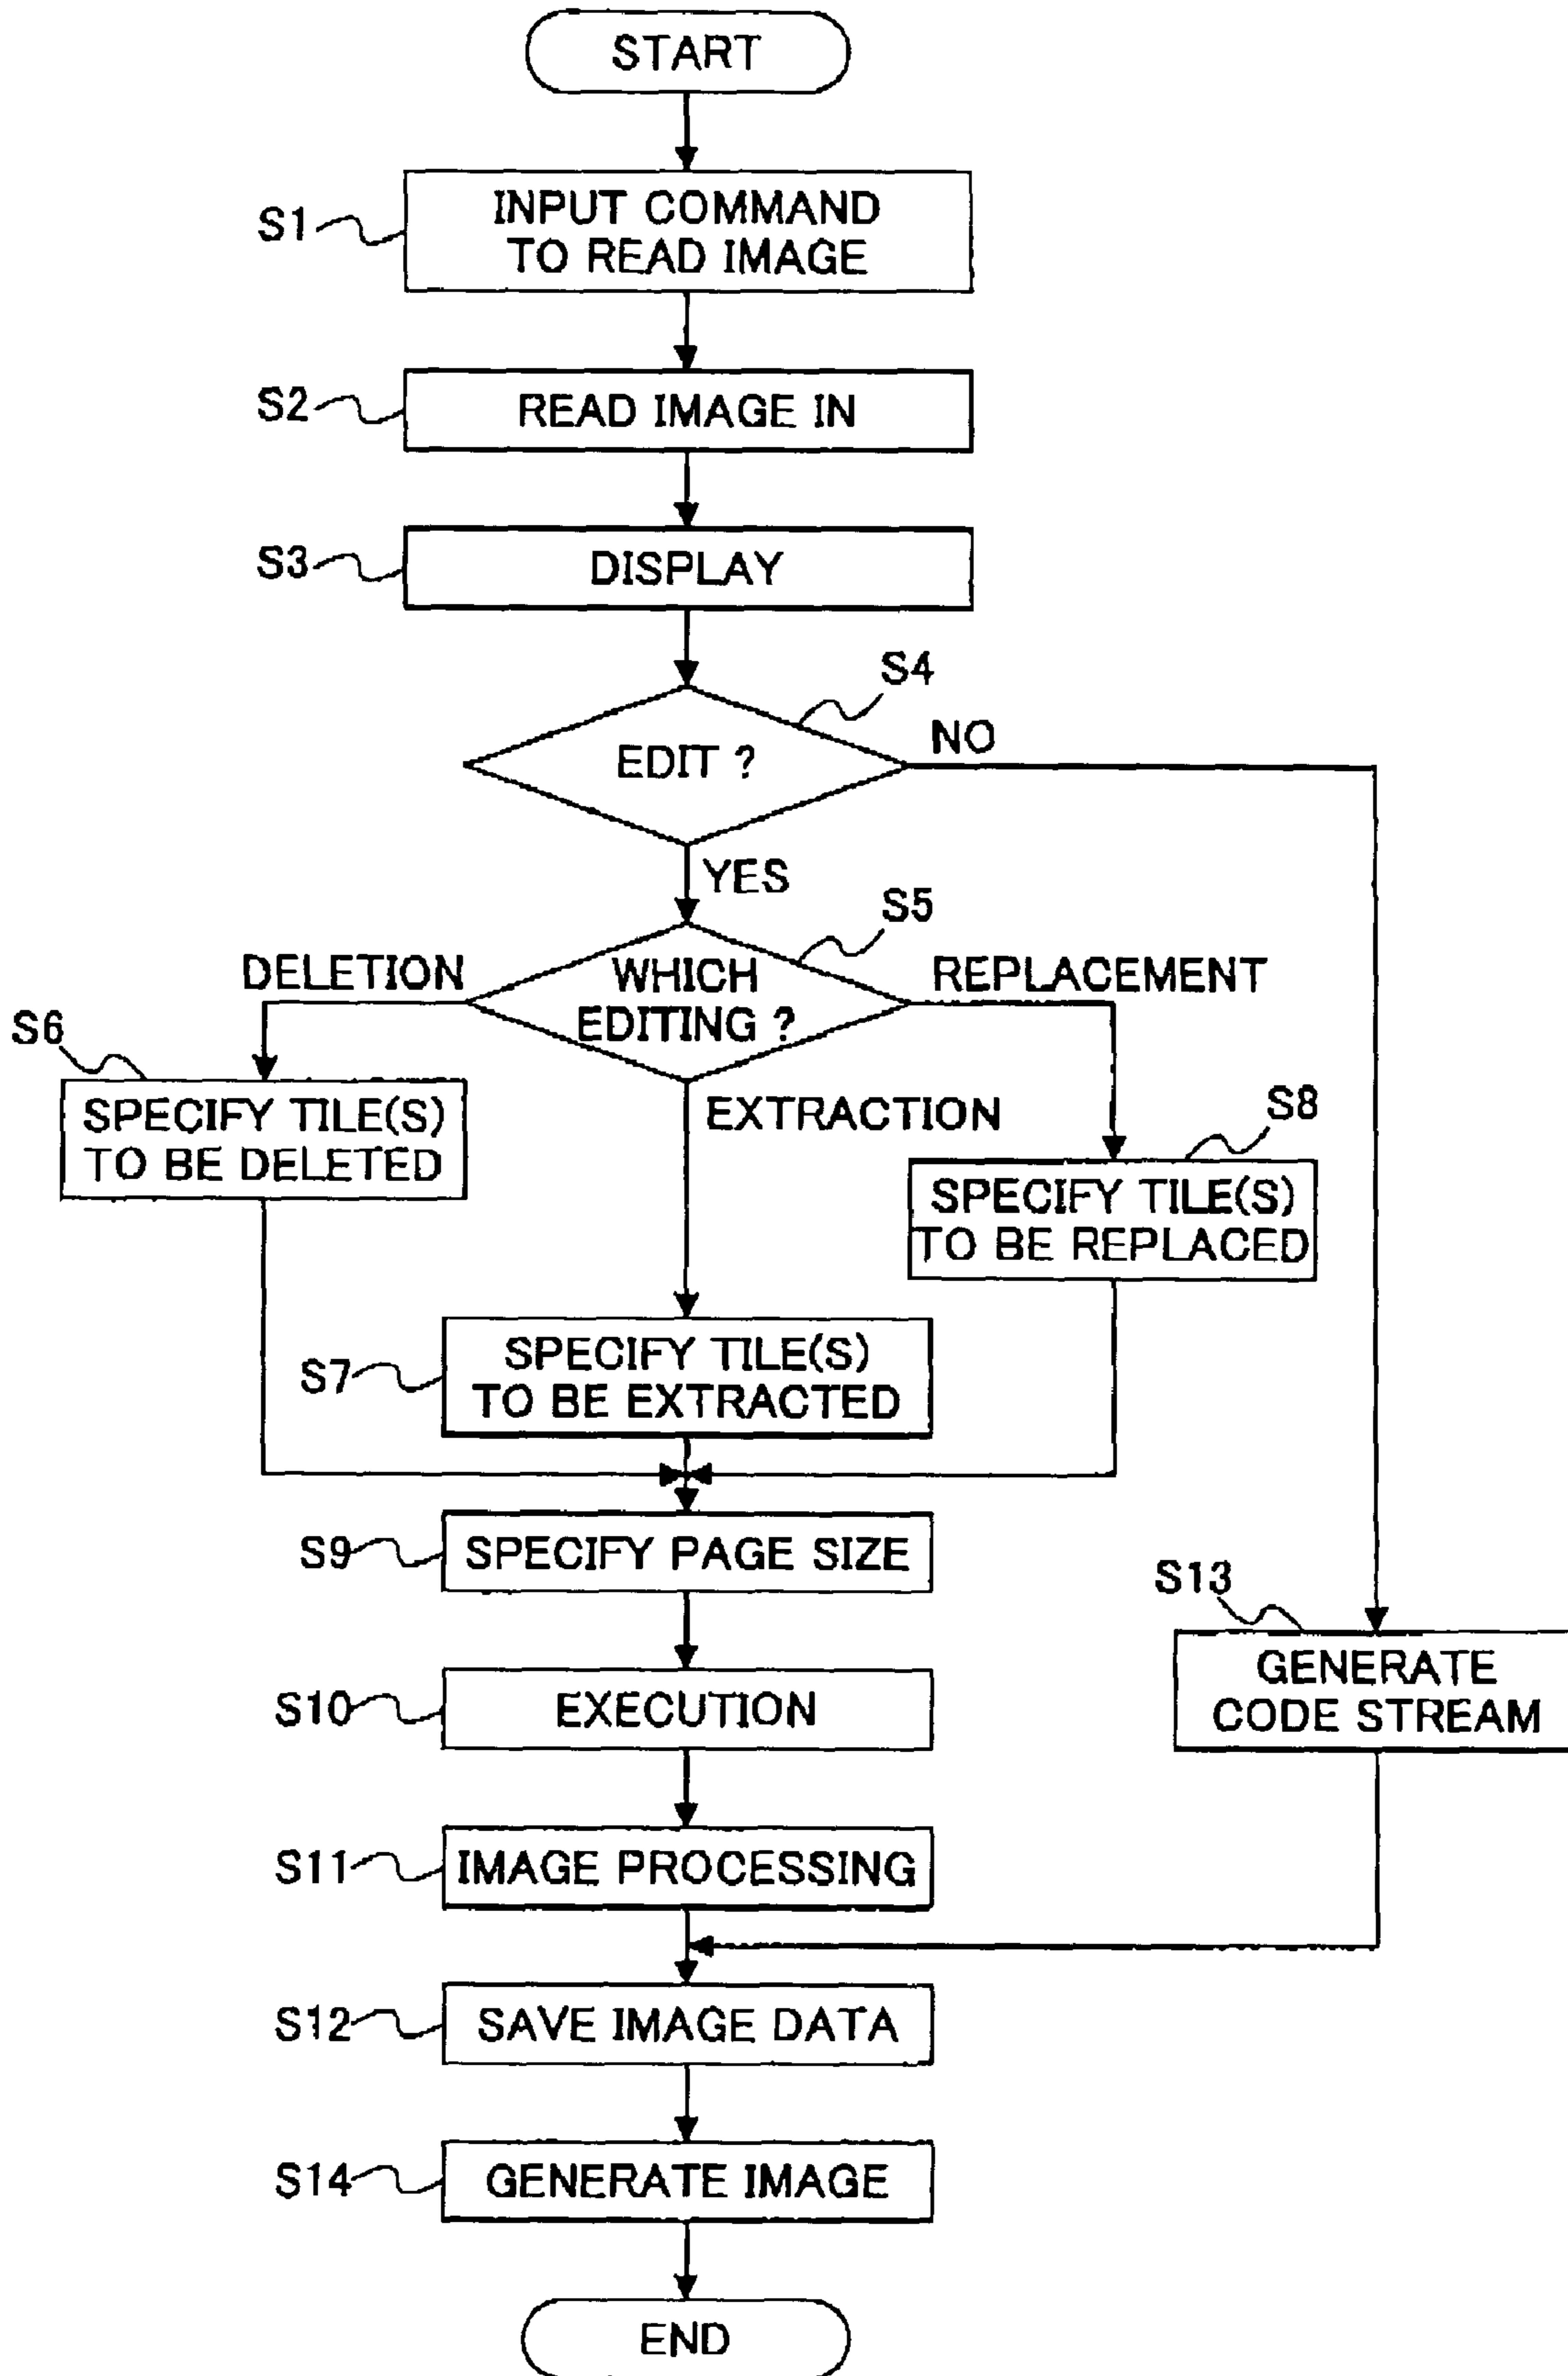 START
S1
INPUT COMMAND
TO READ IMAGE
S2
READ IMAGE IN
S3
DISPLAY
S4
EDIT ?
NO
YES
S5
DELETION
WHICH
EDITING ?
REPLACEMENT
S6
SPECIFY TILE(S)
TO BE DELETED
EXTRACTION
S8
SPECIFY TILE(S)
TO BE REPLACED
S7
SPECIFY TILE(S)
TO BE EXTRACTED
S9
SPECIFY PAGE SIZE
S13
GENERATE
CODE STREAM
S10
EXECUTION
S11
IMAGE PROCESSING
S12
SAVE IMAGE DATA
S14
GENERATE IMAGE
END